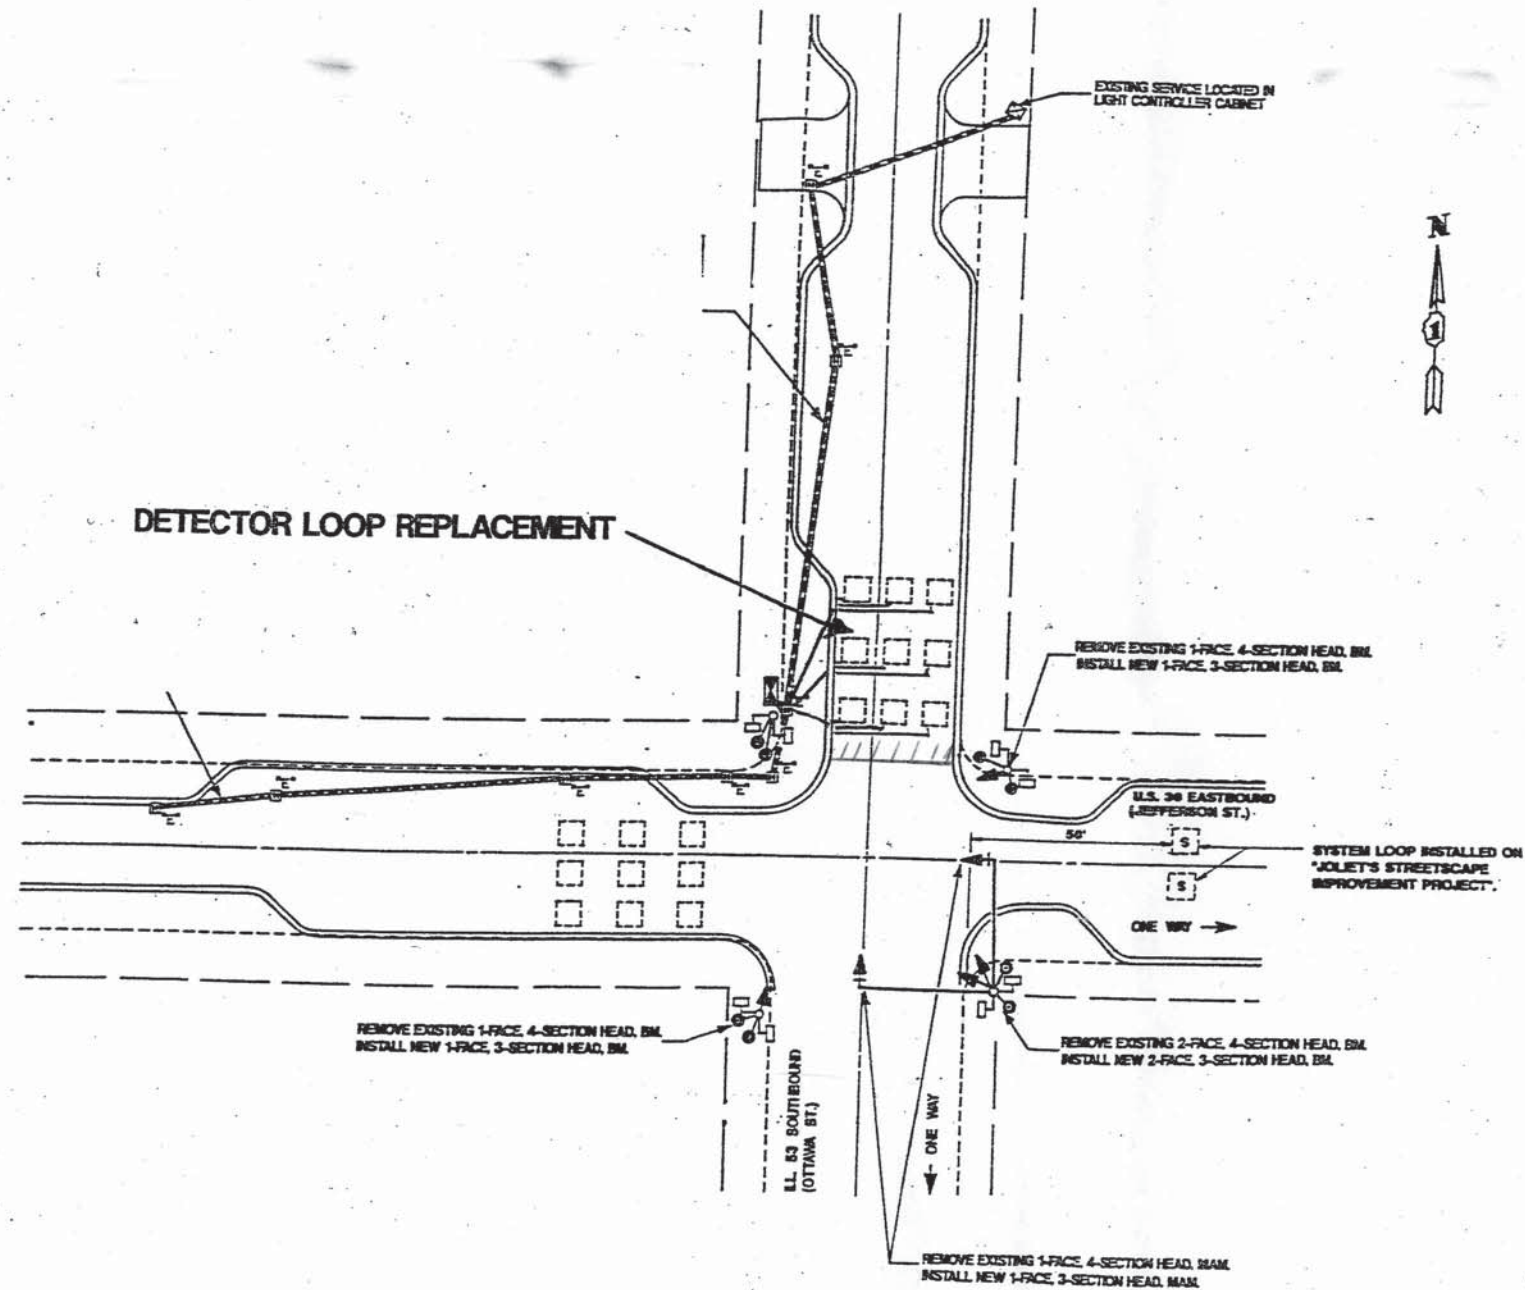 EXISTING SERVICE LOCATED IN
LIGHT CONTROLLER CABINET
N
1
DETECTOR LOOP REPLACEMENT
REMOVE EXISTING 1-FACE, 4-SECTION HEAD, BM.
INSTALL NEW 1-FACE, 3-SECTION HEAD, BM.
U.S. 30 EASTBOUND
(JEFFERSON ST.)
50'
S
S
SYSTEM LOOP INSTALLED ON
"JOLIET'S STREETSCAPE
IMPROVEMENT PROJECT".
ONE WAY
REMOVE EXISTING 1-FACE, 4-SECTION HEAD, BM.
INSTALL NEW 1-FACE, 3-SECTION HEAD, BM.
REMOVE EXISTING 2-FACE, 4-SECTION HEAD, BM.
INSTALL NEW 2-FACE, 3-SECTION HEAD, BM.
ILL. 53 SOUTHBOUND
(OTTAWA ST.)
ONE WAY
REMOVE EXISTING 1-FACE, 4-SECTION HEAD, MAM.
INSTALL NEW 1-FACE, 3-SECTION HEAD, MAM.